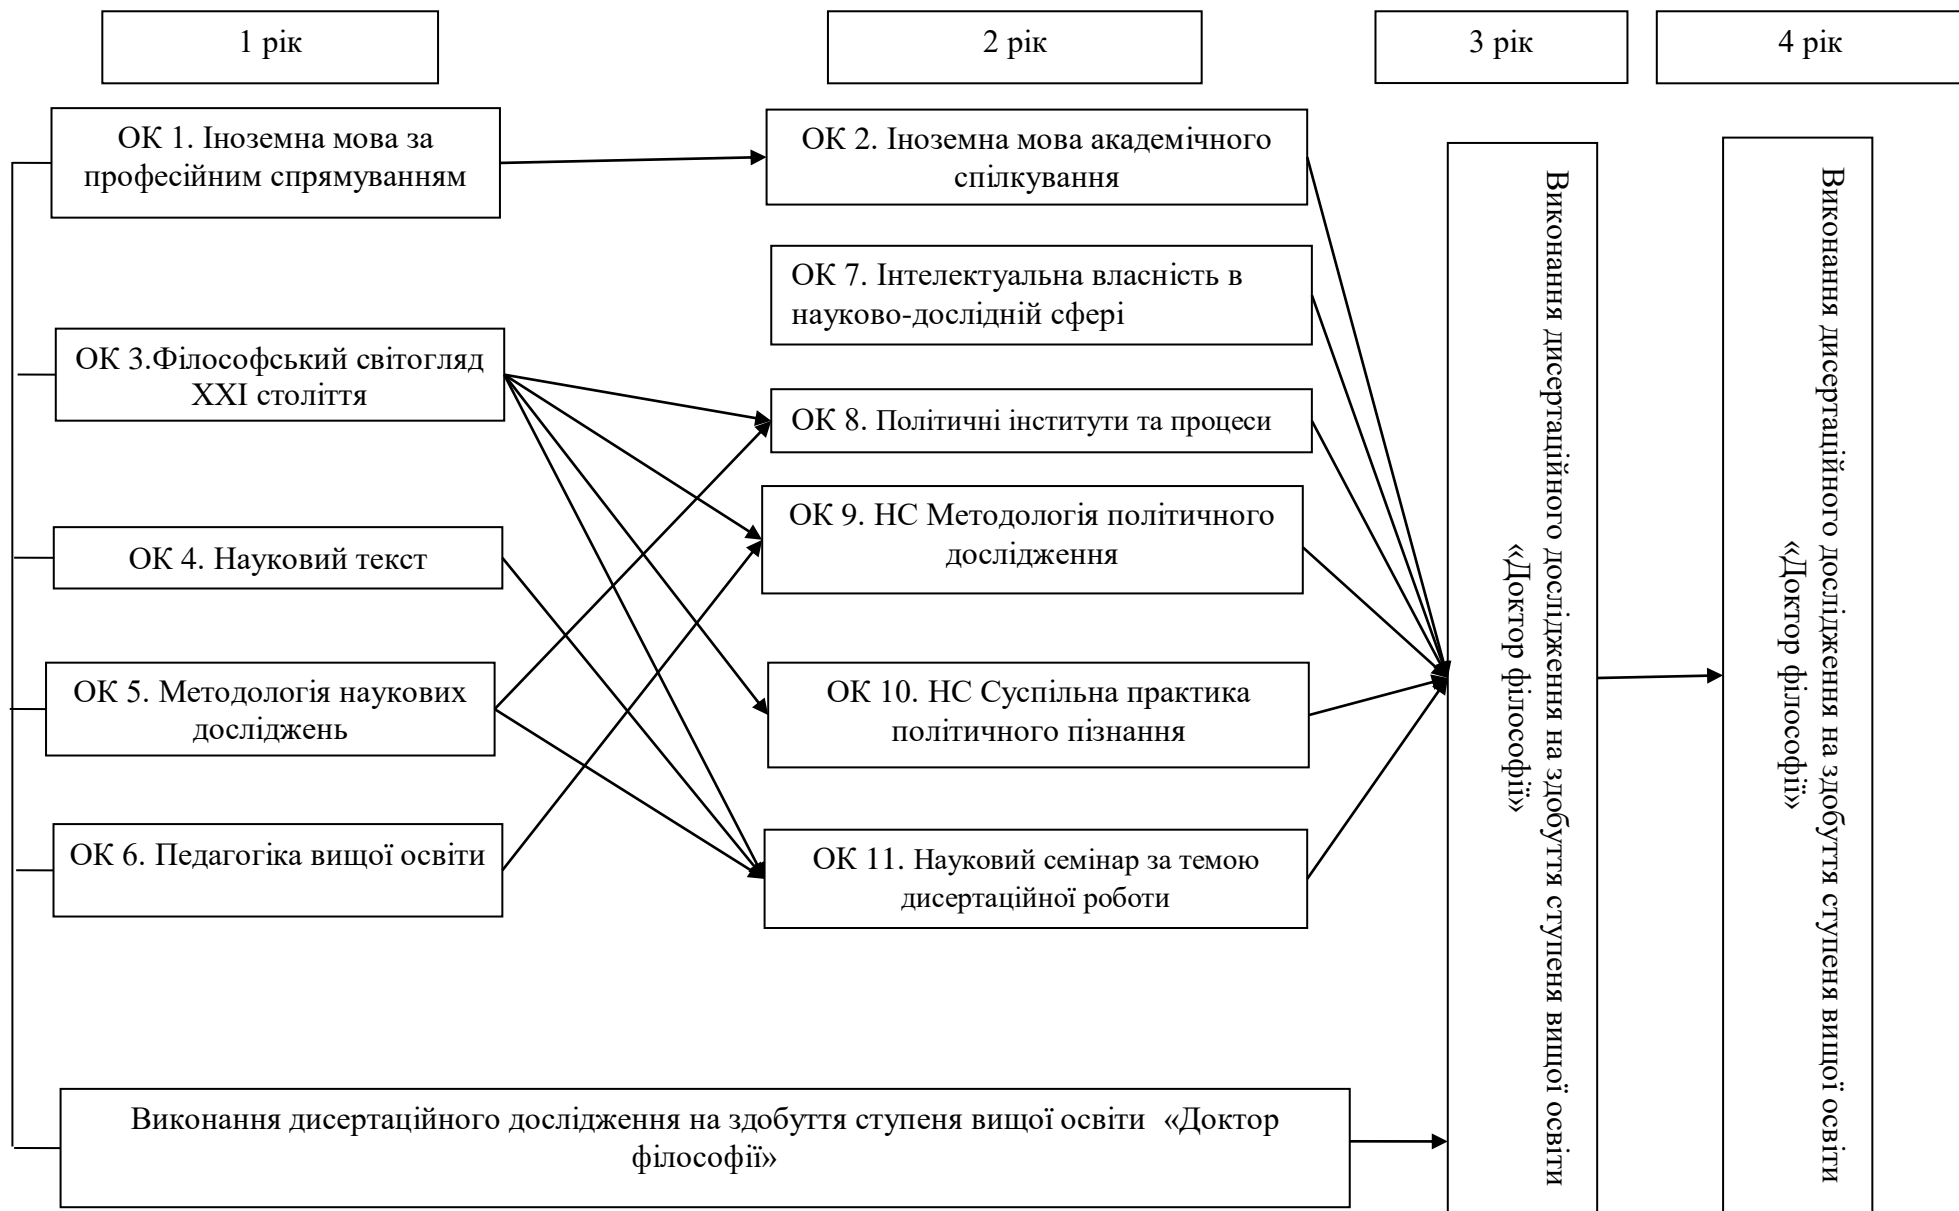 1 рік
2 рік
3 рік
4 рік
ОК 1. Іноземна мова за
професійним спрямуванням
ОК 2. Іноземна мова академічного
спілкування
ОК 7. Інтелектуальна власність в
науково-дослідній сфері
ОК 3.Філософський світогляд
ХХІ століття
ОК 8. Політичні інститути та процеси
ОК 9. НС Методологія політичного
дослідження
ОК 4. Науковий текст
ОК 5. Методологія наукових
досліджень
ОК 10. НС Суспільна практика
політичного пізнання
ОК 6. Педагогіка вищої освіти
ОК 11. Науковий семінар за темою
дисертаційної роботи
Виконання дисертаційного дослідження на здобуття ступеня вищої освіти «Доктор
філософії»
Виконання дисертаційного дослідження на здобуття ступеня вищої освіти
«Доктор філософії»
Виконання дисертаційного дослідження на здобуття ступеня вищої освіти
«Доктор філософії»